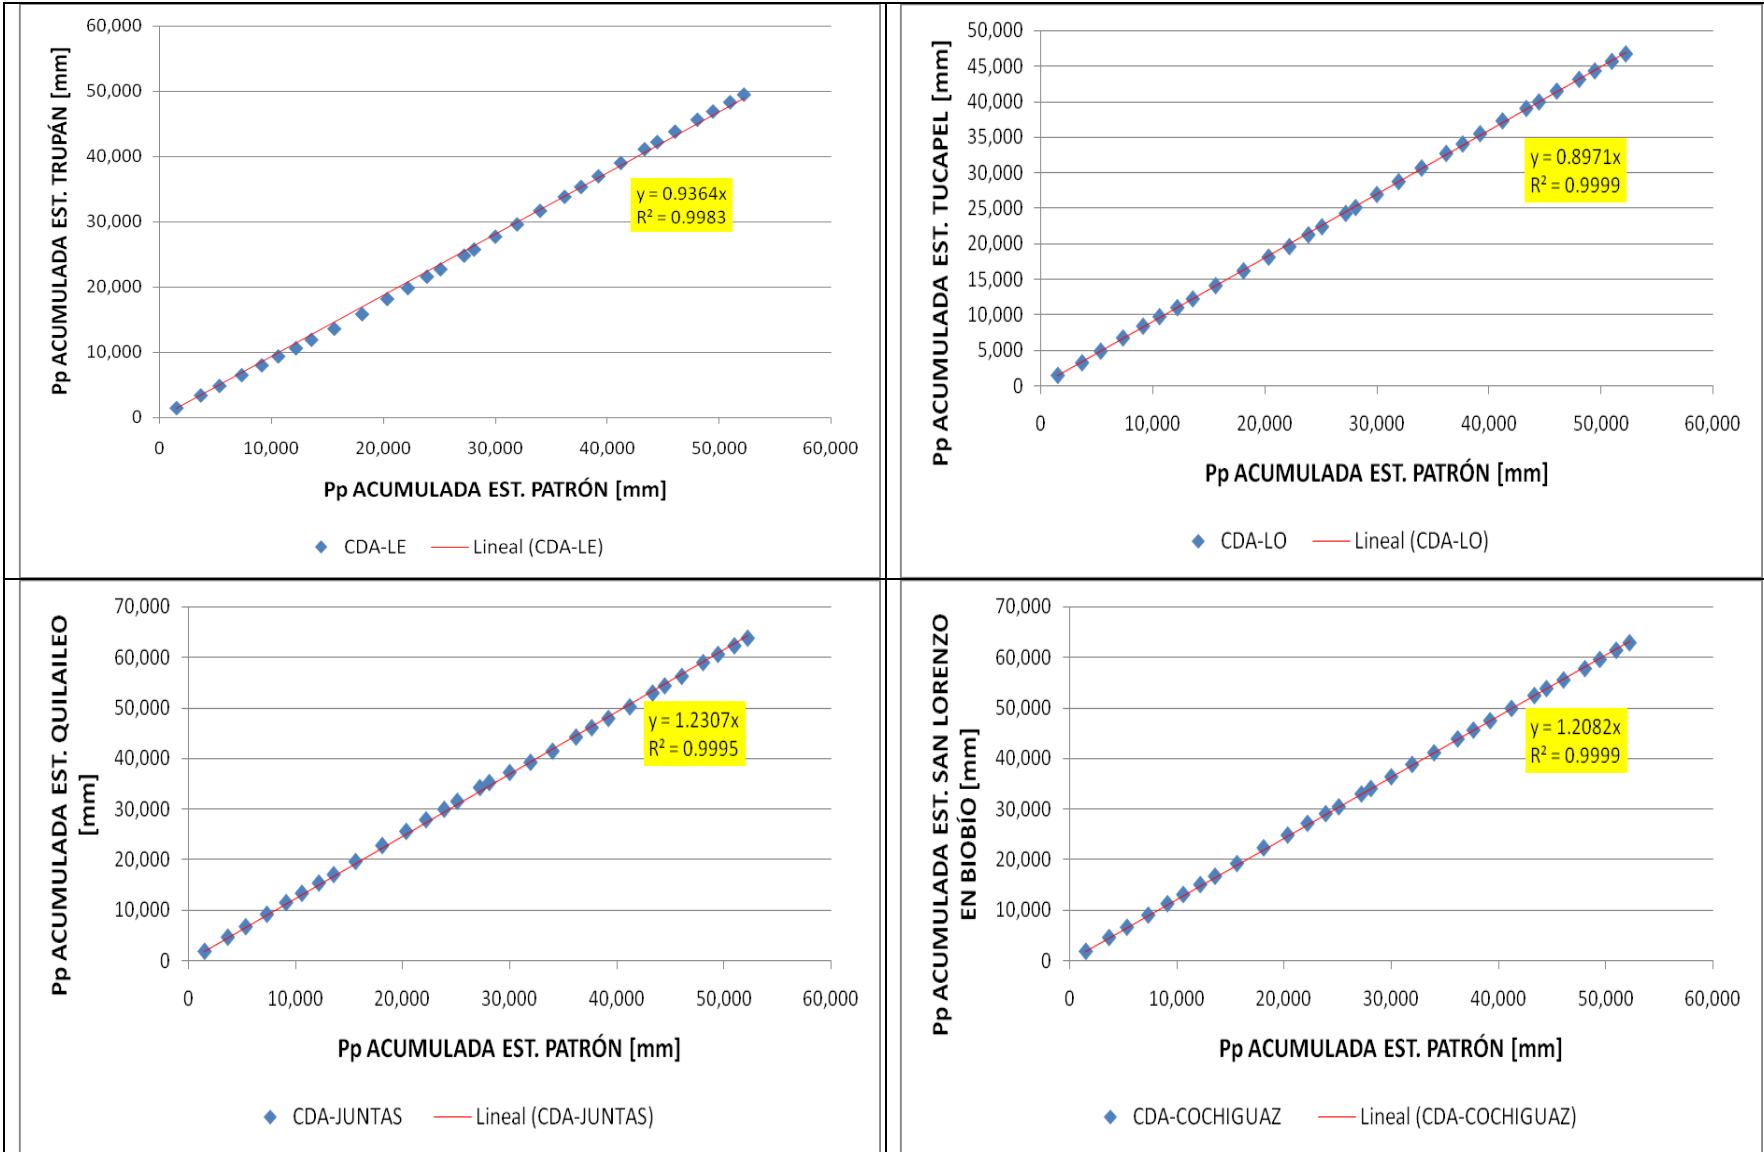 Pp ACUMULADA EST. TRUPÁN [mm]
60,000
50,000
40,000
30,000
20,000
10,000
0
y = 0.9364x
R² = 0.9983
0 10,000 20,000 30,000 40,000 50,000 60,000
Pp ACUMULADA EST. PATRÓN [mm]
CDA-LE Lineal (CDA-LE)
Pp ACUMULADA EST. TUCAPEL [mm]
50,000
45,000
40,000
35,000
30,000
25,000
20,000
15,000
10,000
5,000
0
y = 0.8971x
R² = 0.9999
0 10,000 20,000 30,000 40,000 50,000 60,000
Pp ACUMULADA EST. PATRÓN [mm]
CDA-LO Lineal (CDA-LO)
Pp ACUMULADA EST. QUILAILEO
[mm]
70,000
60,000
50,000
40,000
30,000
20,000
10,000
0
y = 1.2307x
R² = 0.9995
0 10,000 20,000 30,000 40,000 50,000 60,000
Pp ACUMULADA EST. PATRÓN [mm]
CDA-JUNTAS Lineal (CDA-JUNTAS)
Pp ACUMULADA EST. SAN LORENZO
EN BIOBÍO [mm]
70,000
60,000
50,000
40,000
30,000
20,000
10,000
0
y = 1.2082x
R² = 0.9999
0 10,000 20,000 30,000 40,000 50,000 60,000
Pp ACUMULADA EST. PATRÓN [mm]
CDA-COCHIGUAZ Lineal (CDA-COCHIGUAZ)